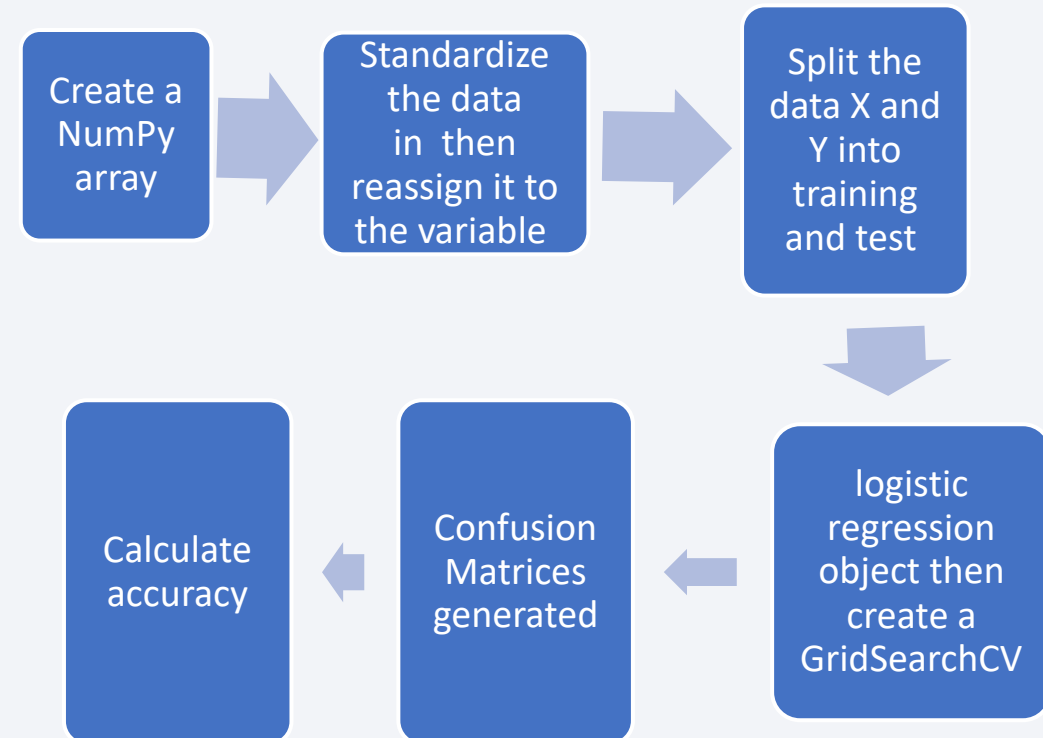 Create a
NumPy
array
Standardize
the data
in  then
reassign it to
the variable
Split the
data X and
Y into
training
and test
logistic
regression
object then
create a
GridSearchCV
Confusion
Matrices
generated
Calculate
accuracy